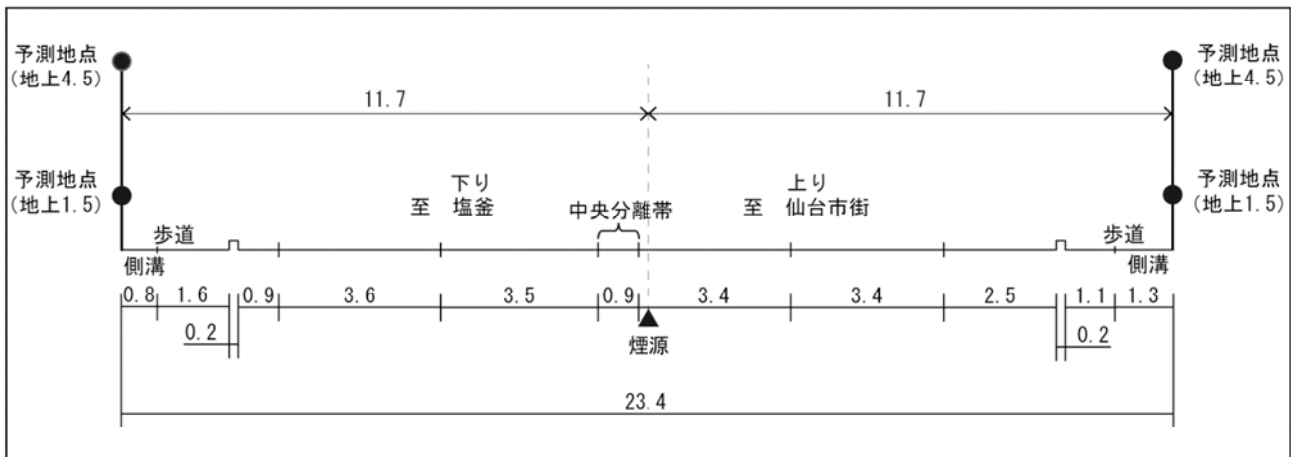 予測地点
(地上4.5)
予測地点
(地上4.5)
11.7
11.7
予測地点
(地上1.5)
下り
至 塩釜
中央分離帯
上り
至 仙台市街
予測地点
(地上1.5)
歩道
側溝
歩道
側溝
0.8
1.6
0.9
3.6
3.5
0.9
3.4
3.4
2.5
1.1
1.3
0.2
煙源
0.2
23.4